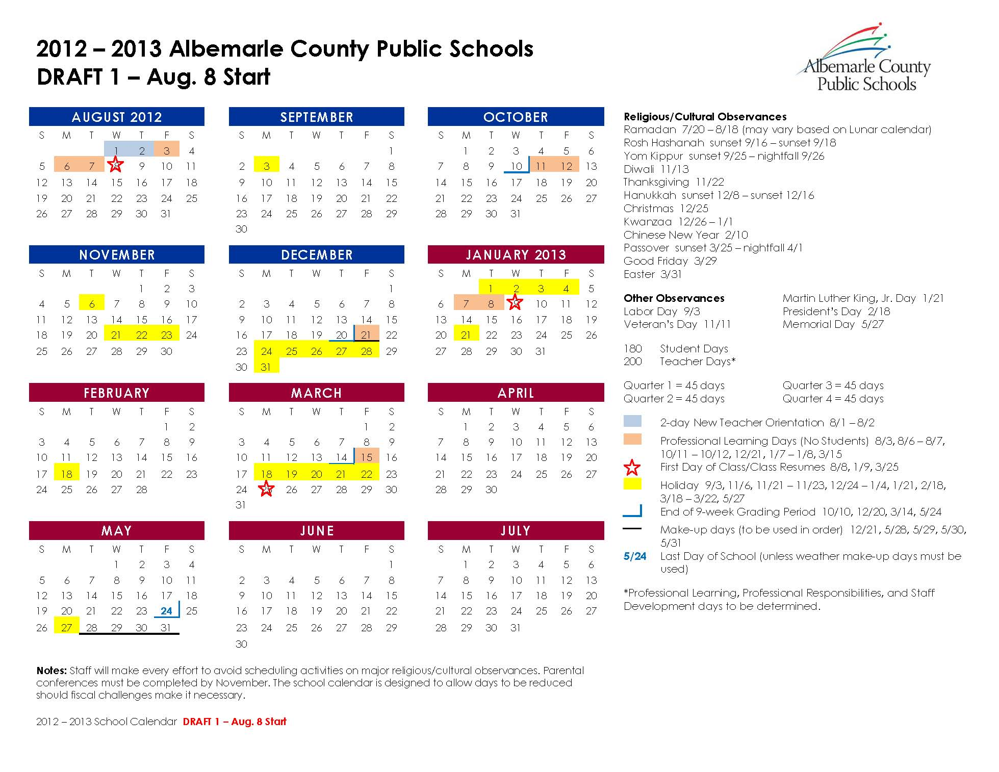 2012 – 2013 Albemarle County Public Schools
DRAFT 1 – Aug. 8 Start
Albemarle County
Public Schools
AUGUST 2012
S M T W T F S
1 2 3 4
5 6 7 8 9 10 11
12 13 14 15 16 17 18
19 20 21 22 23 24 25
26 27 28 29 30 31
SEPTEMBER
S M T W T F S
1
2 3 4 5 6 7 8
9 10 11 12 13 14 15
16 17 18 19 20 21 22
23 24 25 26 27 28 29
30
OCTOBER
S M T W T F S
1 2 3 4 5 6
7 8 9 10 11 12 13
14 15 16 17 18 19 20
21 22 23 24 25 26 27
28 29 30 31
NOVEMBER
S M T W T F S
1 2 3
4 5 6 7 8 9 10
11 12 13 14 15 16 17
18 19 20 21 22 23 24
25 26 27 28 29 30
DECEMBER
S M T W T F S
1
2 3 4 5 6 7 8
9 10 11 12 13 14 15
16 17 18 19 20 21 22
23 24 25 26 27 28 29
30 31
JANUARY 2013
S M T W T F S
1 2 3 4 5
6 7 8 9 10 11 12
13 14 15 16 17 18 19
20 21 22 23 24 25 26
27 28 29 30 31
FEBRUARY
S M T W T F S
1 2
3 4 5 6 7 8 9
10 11 12 13 14 15 16
17 18 19 20 21 22 23
24 25 26 27 28
MARCH
S M T W T F S
1 2
3 4 5 6 7 8 9
10 11 12 13 14 15 16
17 18 19 20 21 22 23
24 25 26 27 28 29 30
31
APRIL
S M T W T F S
1 2 3 4 5 6
7 8 9 10 11 12 13
14 15 16 17 18 19 20
21 22 23 24 25 26 27
28 29 30
MAY
S M T W T F S
1 2 3 4
5 6 7 8 9 10 11
12 13 14 15 16 17 18
19 20 21 22 23 24 25
26 27 28 29 30 31
JUNE
S M T W T F S
1
2 3 4 5 6 7 8
9 10 11 12 13 14 15
16 17 18 19 20 21 22
23 24 25 26 27 28 29
30
JULY
S M T W T F S
1 2 3 4 5 6
7 8 9 10 11 12 13
14 15 16 17 18 19 20
21 22 23 24 25 26 27
28 29 30 31
Religious/Cultural Observances
Ramadan 7/20 – 8/18 (may vary based on Lunar calendar)
Rosh Hashanah sunset 9/16 – sunset 9/18
Yom Kippur sunset 9/25 – nightfall 9/26
Diwali 11/13
Thanksgiving 11/22
Hanukkah sunset 12/8 – sunset 12/16
Christmas 12/25
Kwanzaa 12/26 – 1/1
Chinese New Year 2/10
Passover sunset 3/25 – nightfall 4/1
Good Friday 3/29
Easter 3/31
Other Observances Martin Luther King, Jr. Day 1/21
Labor Day 9/3 President's Day 2/18
Veteran's Day 11/11 Memorial Day 5/27
180 Student Days
200 Teacher Days*
Quarter 1 = 45 days Quarter 3 = 45 days
Quarter 2 = 45 days Quarter 4 = 45 days
2-day New Teacher Orientation 8/1 – 8/2
Professional Learning Days (No Students) 8/3, 8/6 – 8/7,
10/11 – 10/12, 12/21, 1/7 – 1/8, 3/15
First Day of Class/Class Resumes 8/8, 1/9, 3/25
Holiday 9/3, 11/6, 11/21 – 11/23, 12/24 – 1/4, 1/21, 2/18,
3/18 – 3/22, 5/27
End of 9-week Grading Period 10/10, 12/20, 3/14, 5/24
Make-up days (to be used in order) 12/21, 5/28, 5/29, 5/30,
5/31
5/24 Last Day of School (unless weather make-up days must be
used)
*Professional Learning, Professional Responsibilities, and Staff
Development days to be determined.
Notes: Staff will make every effort to avoid scheduling activities on major religious/cultural observances. Parental
conferences must be completed by November. The school calendar is designed to allow days to be reduced
should fiscal challenges make it necessary.
2012 – 2013 School Calendar DRAFT 1 – Aug. 8 Start